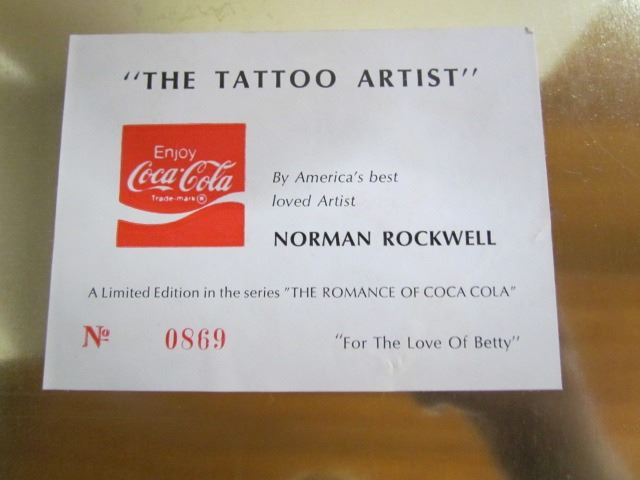 "THE TATTOO ARTIST"
Enjoy
Coca-Cola
Trade-mark ®
By America's best
loved Artist
NORMAN ROCKWELL
A Limited Edition in the series "THE ROMANCE OF COCA COLA"
Nº 0869
"For The Love Of Betty"